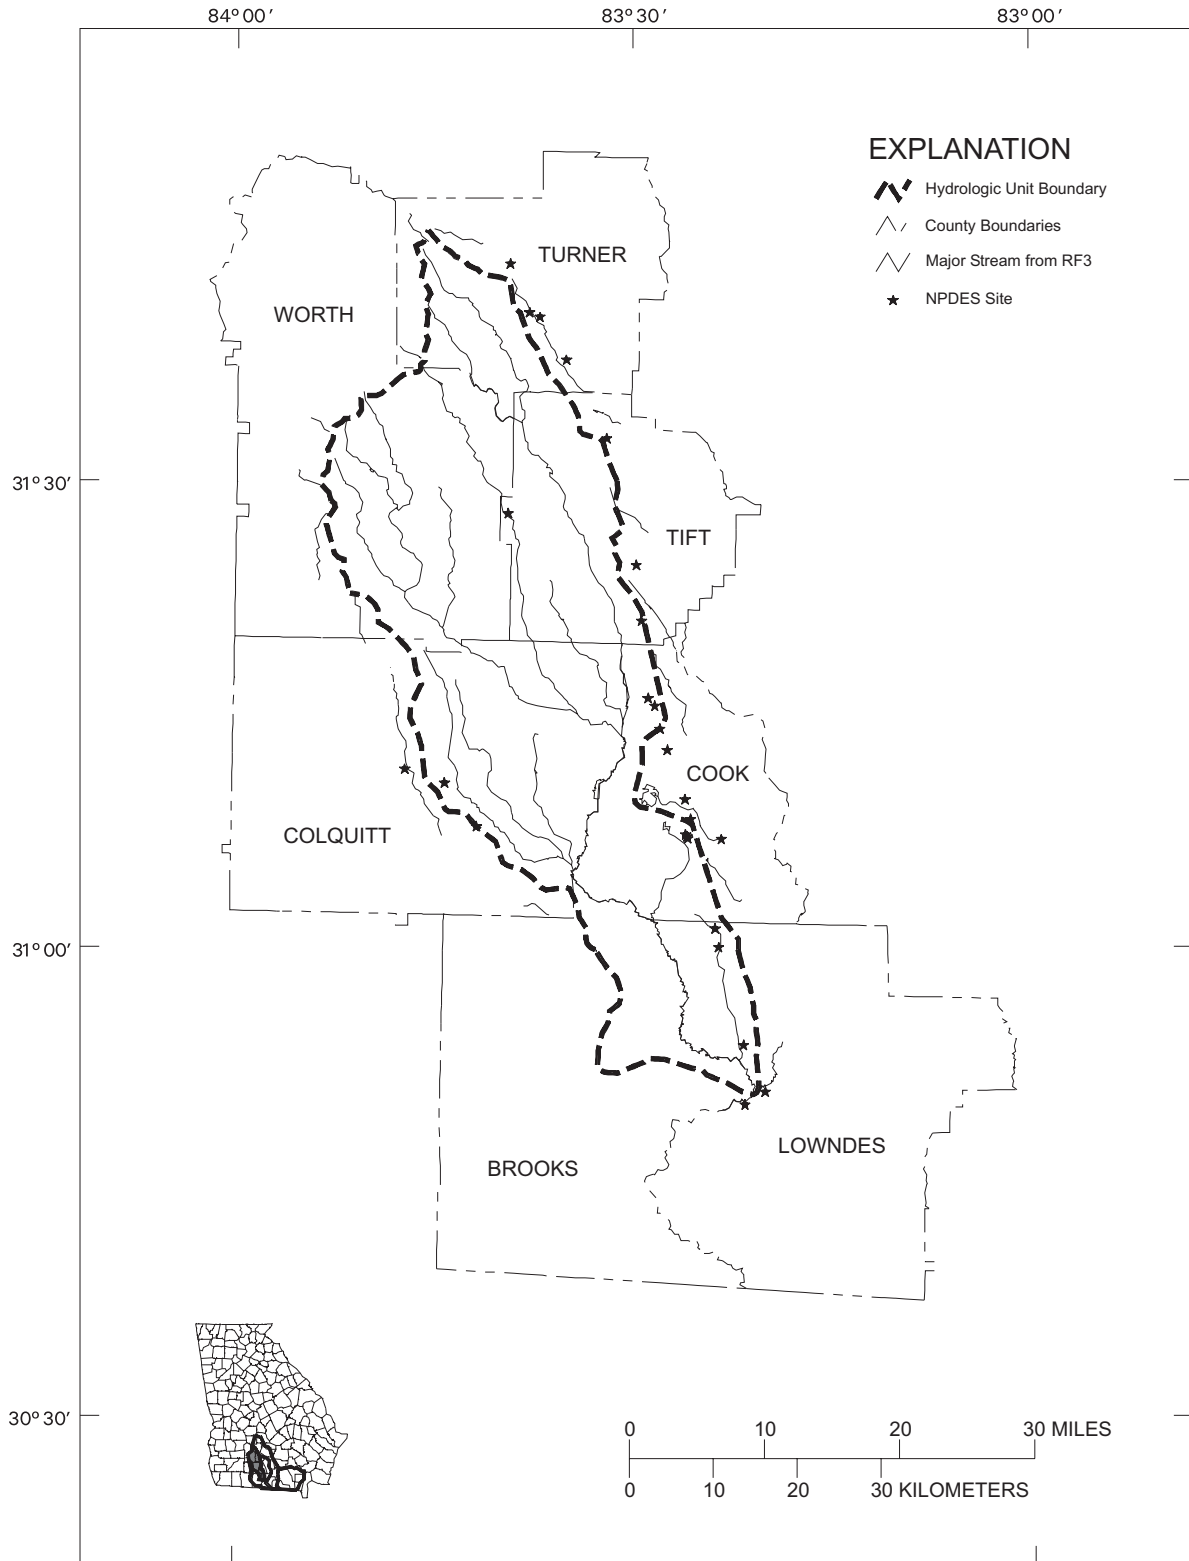 84°00′ 83°30′ 83°00′
EXPLANATION
Hydrologic Unit Boundary
County Boundaries
Major Stream from RF3
NPDES Site
TURNER
WORTH
31°30′
TIFT
COOK
COLQUITT
31°00′
LOWNDES
BROOKS
30°30′
0 10 20 30 MILES
0 10 20 30 KILOMETERS